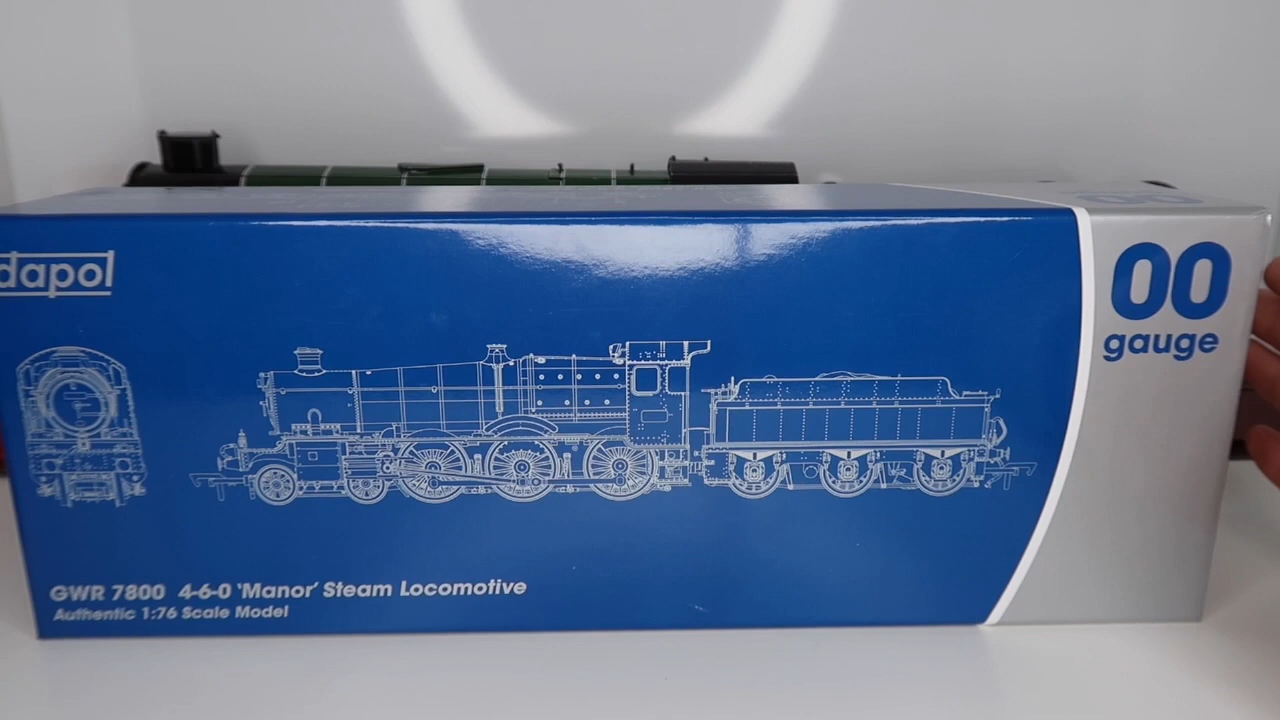 dapol
00
gauge
GWR 7800 4-6-0 'Manor' Steam Locomotive
Authentic 1:76 Scale Model